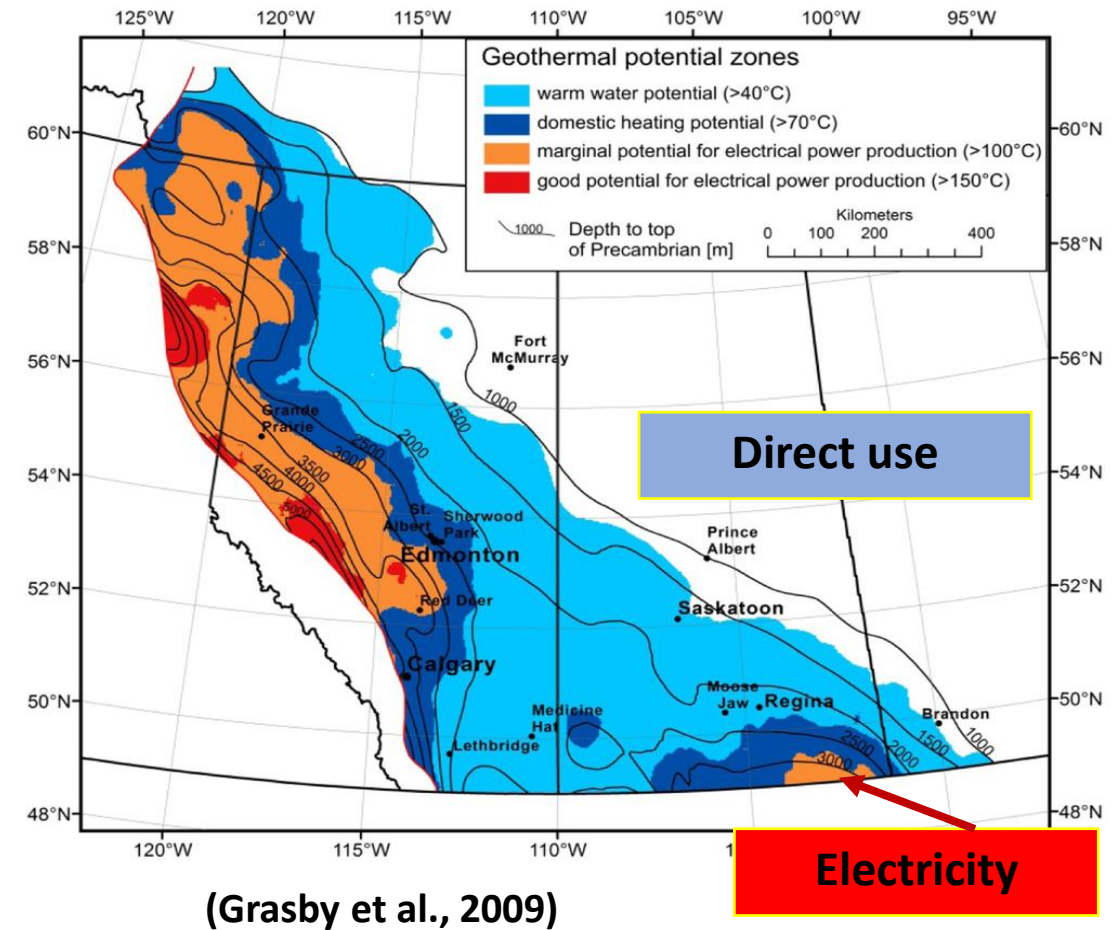 125°W 120°W 115°W 110°W 105°W 100°W 95°W
Geothermal potential zones
warm water potential (>40°C)
domestic heating potential (>70°C)
marginal potential for electrical power production (>100°C)
good potential for electrical power production (>150°C)
1000
Depth to top
of Precambrian [m]
Kilometers
0 100 200 400
60°N
60°N
58°N
58°N
56°N
56°N
54°N
54°N
52°N
52°N
50°N
50°N
48°N
48°N
Fort
McMurray
1000
1500
2000
2500
3000
3500
4000
4500
5000
Grande
Prairie
Direct use
St.
Albert
Sherwood
Park
Edmonton
Prince
Albert
Red Deer
Saskatoon
Calgary
Medicine
Hat
Lethbridge
Moose
Jaw
Regina
Brandon
3000
2500
2000
1500
1000
120°W 115°W 110°W
Electricity
(Grasby et al., 2009)